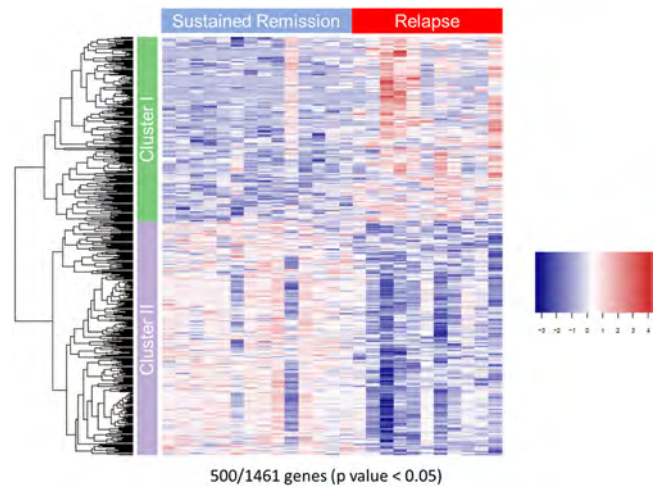 Sustained Remission Relapse
Cluster I
Cluster II
-3 -2 -1 0 1 2 3 4
500/1461 genes (p value < 0.05)